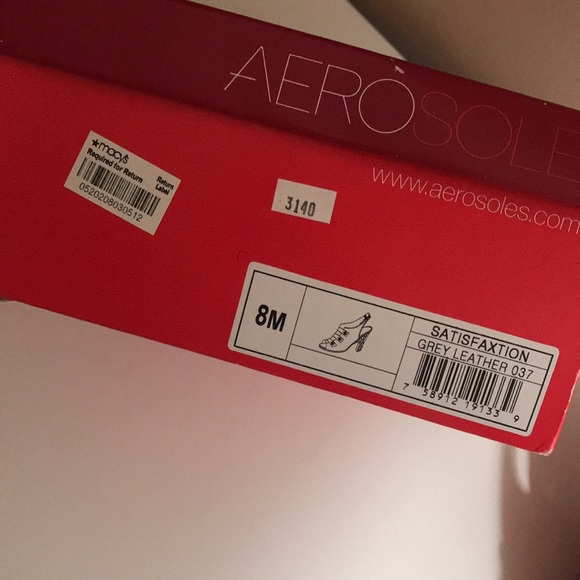 AEROSOLES
www.aerosoles.com
★macy's
Required for Return
Return
Label
0520208030512
3140
8M
SATISFAXTION
GREY LEATHER 037
7 58912 19133 9